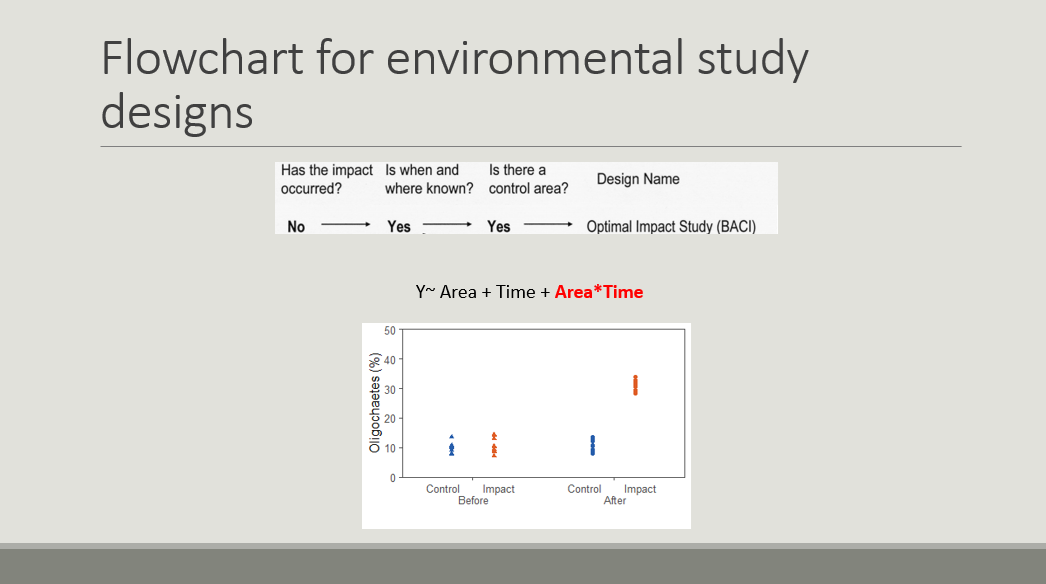 Flowchart for environmental study
designs
Has the impact Is when and Is there a Design Name
occurred? where known? control area?
No Yes Yes Optimal Impact Study (BACI)
Y~ Area + Time + Area*Time
Oligochaetes (%)
50
40
30
20
10
0
Control Impact Control Impact
Before After